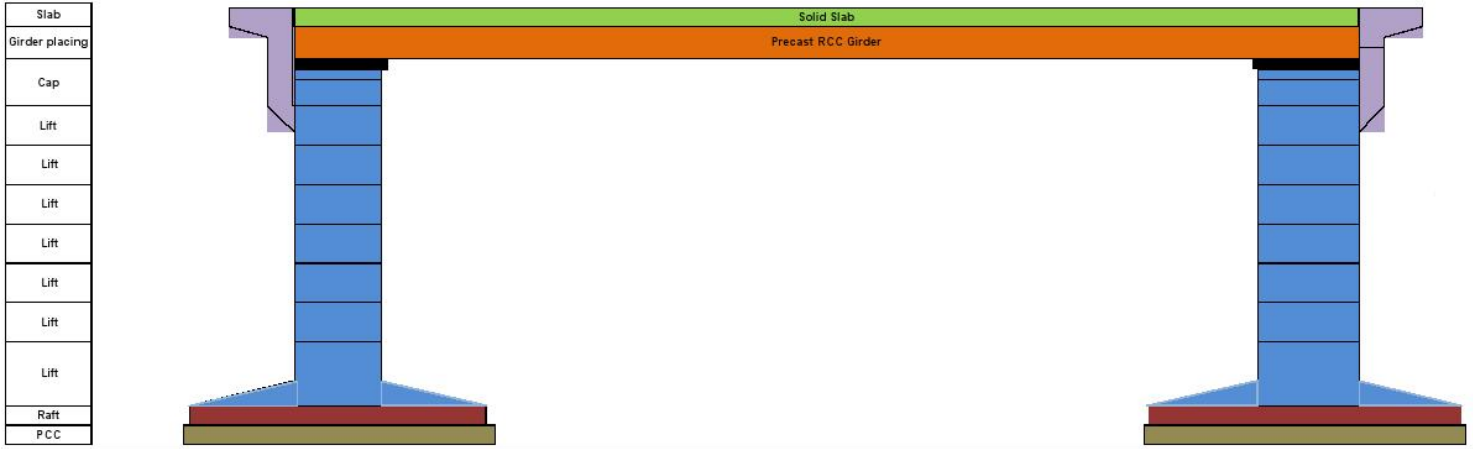 Slab
Solid Slab
Girder placing
Precast RCC Girder
Cap
Lift
Lift
Lift
Lift
Lift
Lift
Lift
Raft
PCC